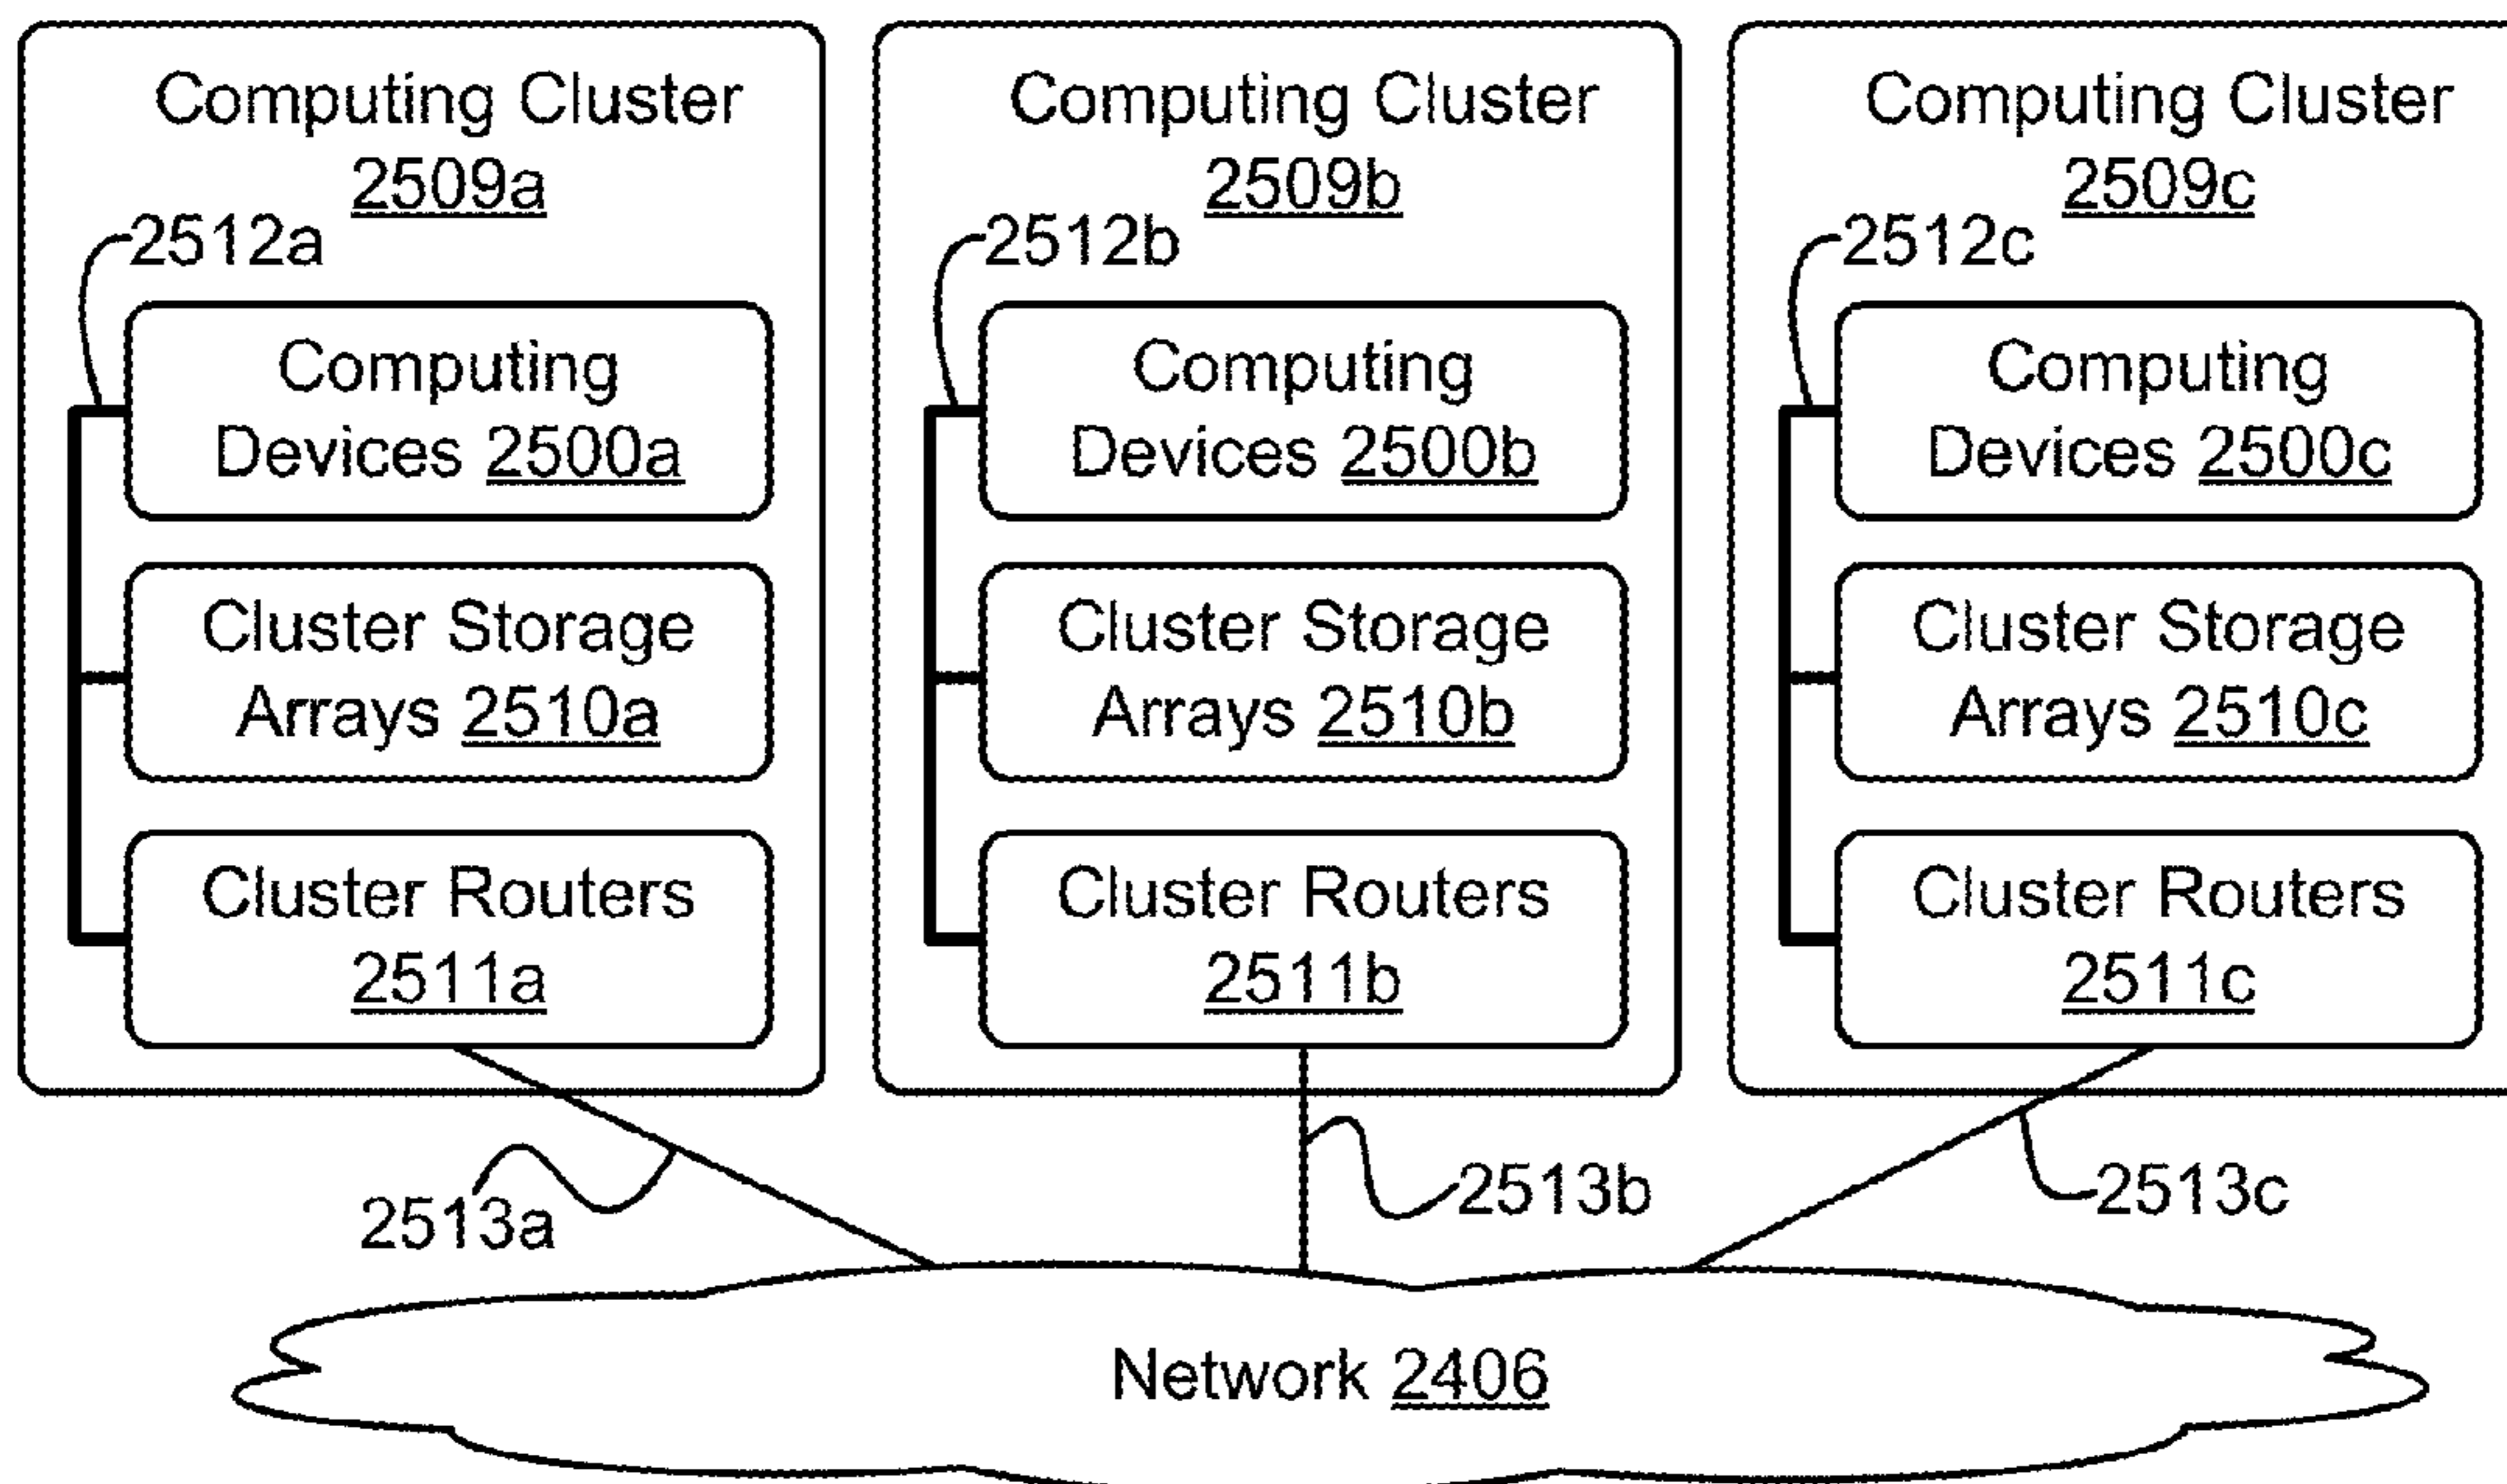 Computing Cluster
2509a
2512a
Computing
Devices 2500a
Cluster Storage
Arrays 2510a
Cluster Routers
2511a
Computing Cluster
2509b
2512b
Computing
Devices 2500b
Cluster Storage
Arrays 2510b
Cluster Routers
2511b
Computing Cluster
2509c
2512c
Computing
Devices 2500c
Cluster Storage
Arrays 2510c
Cluster Routers
2511c
2513a
2513b
2513c
Network 2406